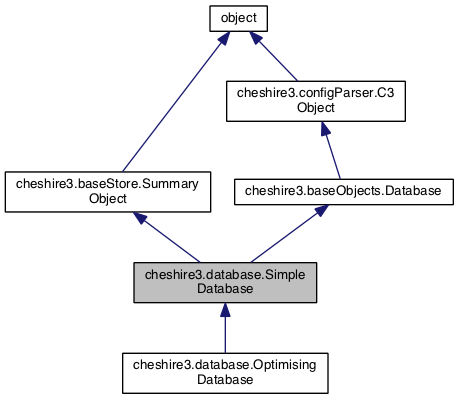 object
cheshire3.configParser.C3
Object
cheshire3.baseStore.Summary
Object
cheshire3.baseObjects.Database
cheshire3.database.Simple
Database
cheshire3.database.Optimising
Database